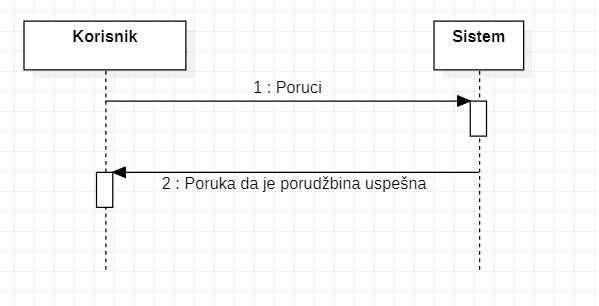 Korisnik
Sistem
1 : Poruci
2 : Poruka da je porudžbina uspešna